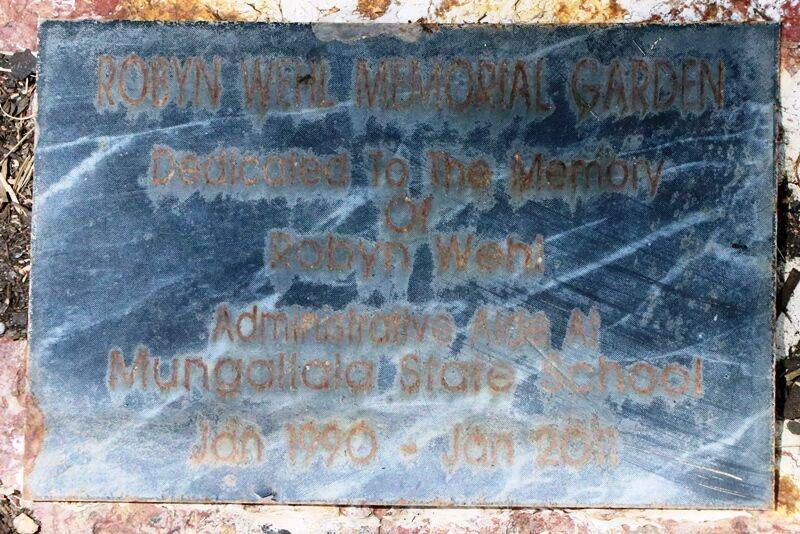 ROBYN WEHL MEMORIAL GARDEN
Dedicated To The Memory
Of
Robyn Wehl
Administrative Aide At
Mungallala State School
Jan 1990 - Jan 2011